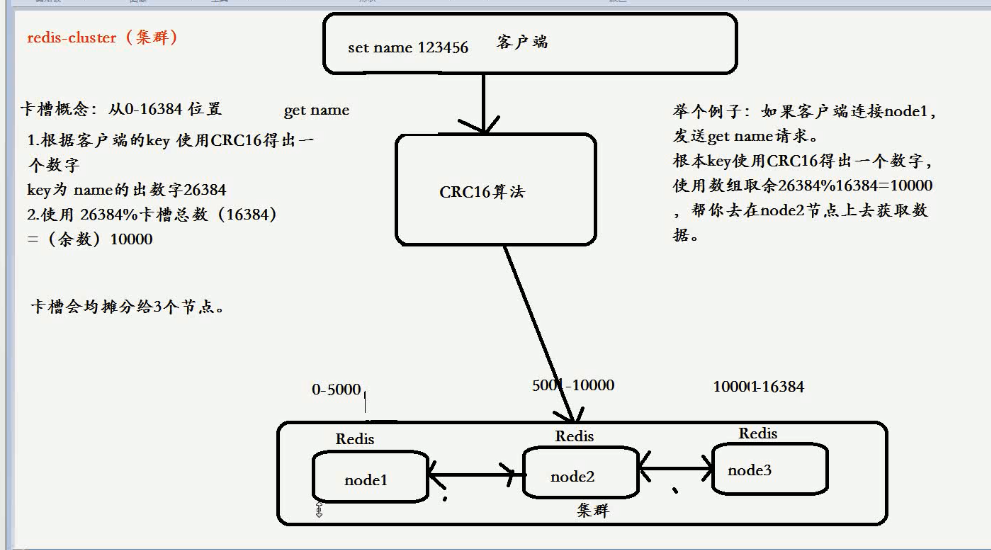 redis-cluster（集群）
set name 123456 客户端
卡槽概念：从0-16384 位置
get name
1.根据客户端的key 使用CRC16得出一
个数字
key为 name的出数字26384
2.使用 26384%卡槽总数（16384）
=（余数）10000
卡槽会均摊分给3个节点。
CRC16算法
举个例子：如果客户端连接node1，
发送get name请求。
根本key使用CRC16得出一个数字，
使用数组取余26384%16384=10000
，帮你去在node2节点上去获取数
据。
0-5000
5001-10000
10001-16384
Redis
Redis
Redis
node1
node2
node3
集群